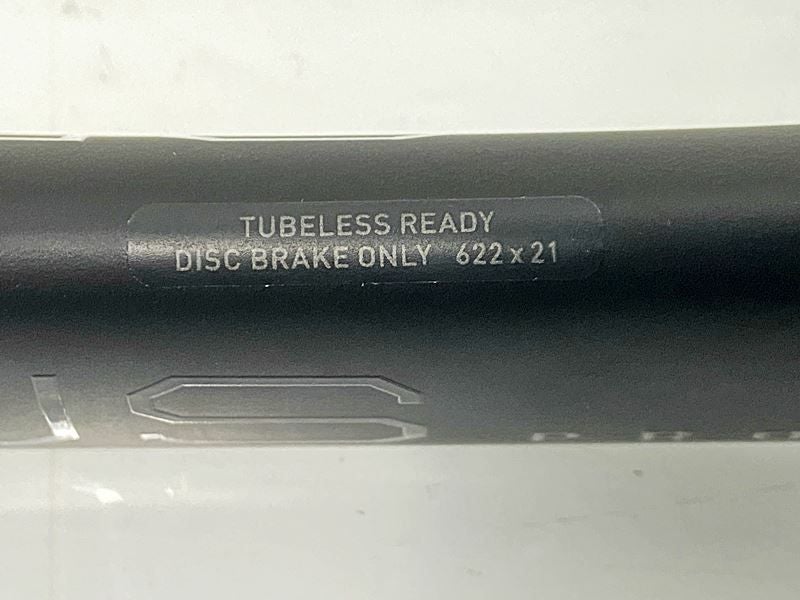 TUBELESS READY
DISC BRAKE ONLY 622 x 21